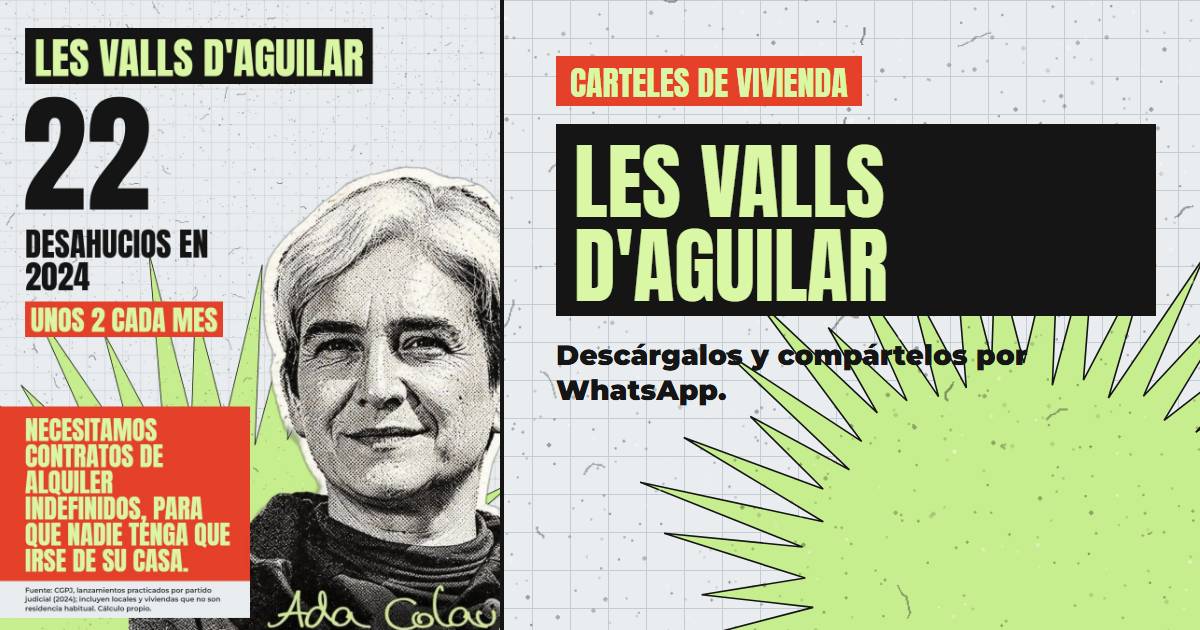 LES VALLS D'AGUILAR
22
DESAHUCIOS EN
2024
UNOS 2 CADA MES
NECESITAMOS
CONTRATOS DE
ALQUILER
INDEFINIDOS, PARA
QUE NADIE TENGA QUE
IRSE DE SU CASA.
Fuente: CGPJ, lanzamientos practicados por partido
judicial (2024); incluyen locales y viviendas que no son
residencia habitual. Cálculo propio.
Ada Colau
CARTELES DE VIVIENDA
LES VALLS
D'AGUILAR
Descárgalos y compártelos por
WhatsApp.